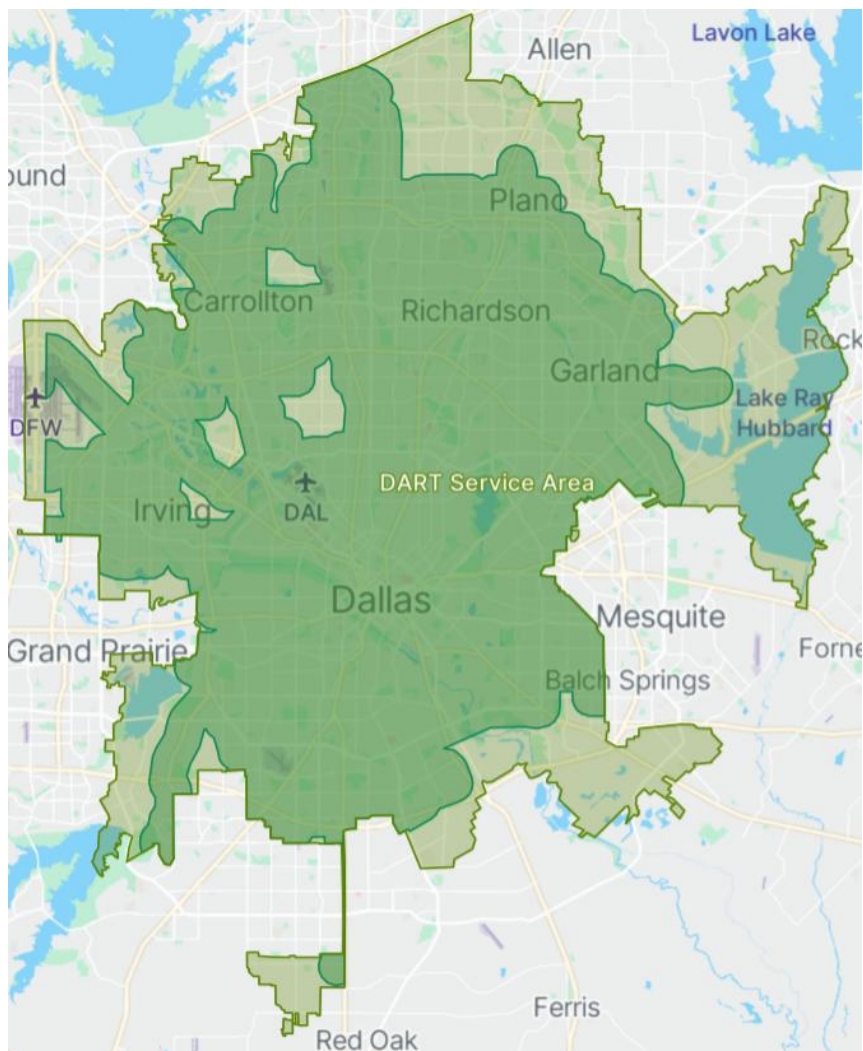 Allen
Lavon Lake
ound
Plano
Carrollton
Richardson
Rock
Garland
DFW
Lake Ray
Hubbard
DART Service Area
Irving
DAL
Dallas
Mesquite
Grand Prairie
Forne
Balch Springs
Ferris
Red Oak